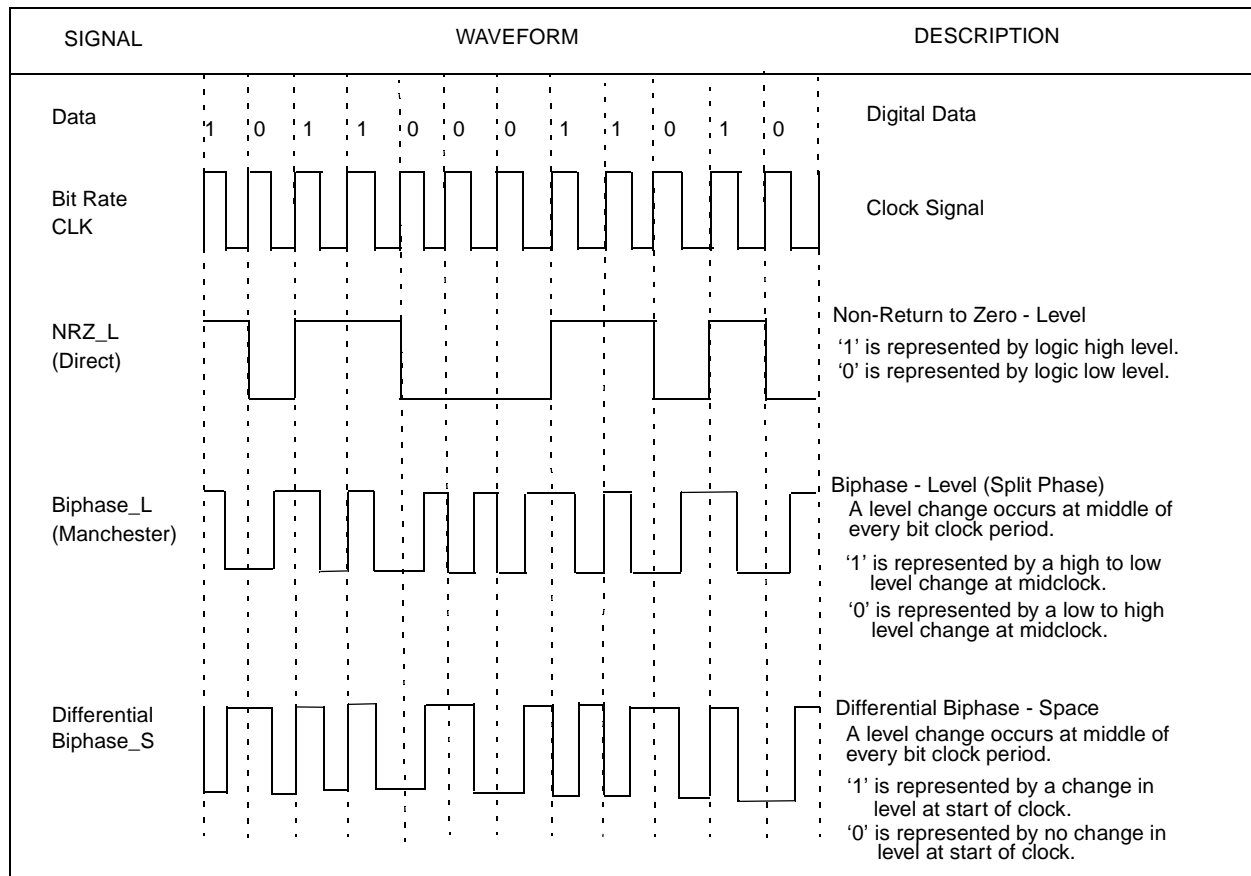 SIGNAL WAVEFORM DESCRIPTION
Data 1 0 1 1 0 0 0 1 1 0 1 0 Digital Data
Bit Rate
CLK
Clock Signal
NRZ_L
(Direct)
Non-Return to Zero - Level
‘1’ is represented by logic high level.
‘0’ is represented by logic low level.
Biphase_L
(Manchester)
Biphase - Level (Split Phase)
A level change occurs at middle of
every bit clock period.
‘1’ is represented by a high to low
level change at midclock.
‘0’ is represented by a low to high
level change at midclock.
Differential
Biphase_S
Differential Biphase - Space
A level change occurs at middle of
every bit clock period.
‘1’ is represented by a change in
level at start of clock.
‘0’ is represented by no change in
level at start of clock.